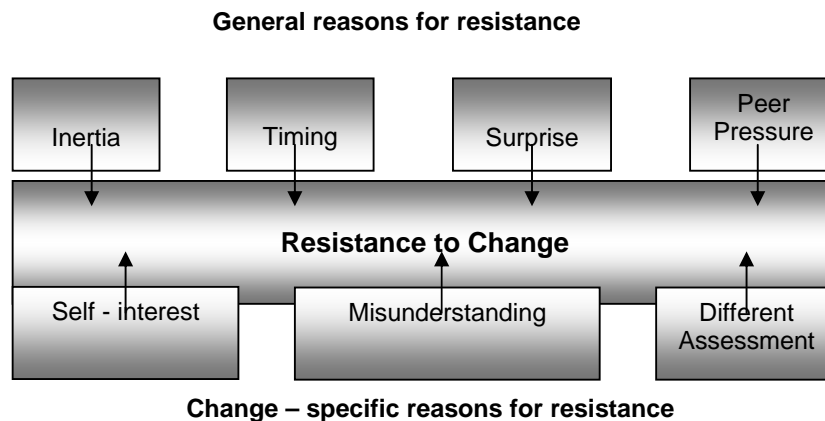 General reasons for resistance
Inertia
Timing
Surprise
Peer
Pressure
Resistance to Change
Self - interest
Misunderstanding
Different
Assessment
Change – specific reasons for resistance